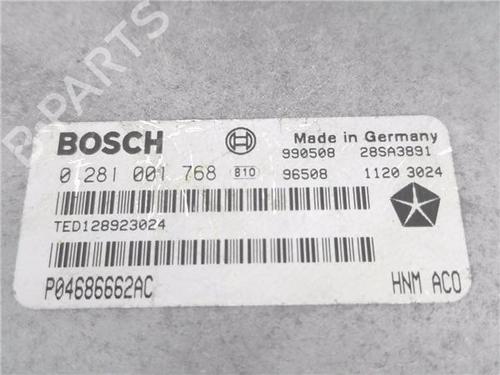 B-PARTS
BOSCH
Made in Germany
990508 28SA3891
0 281 001 768 810 96508 1120 3024
TED128923024
P04686662AC HNM ACO